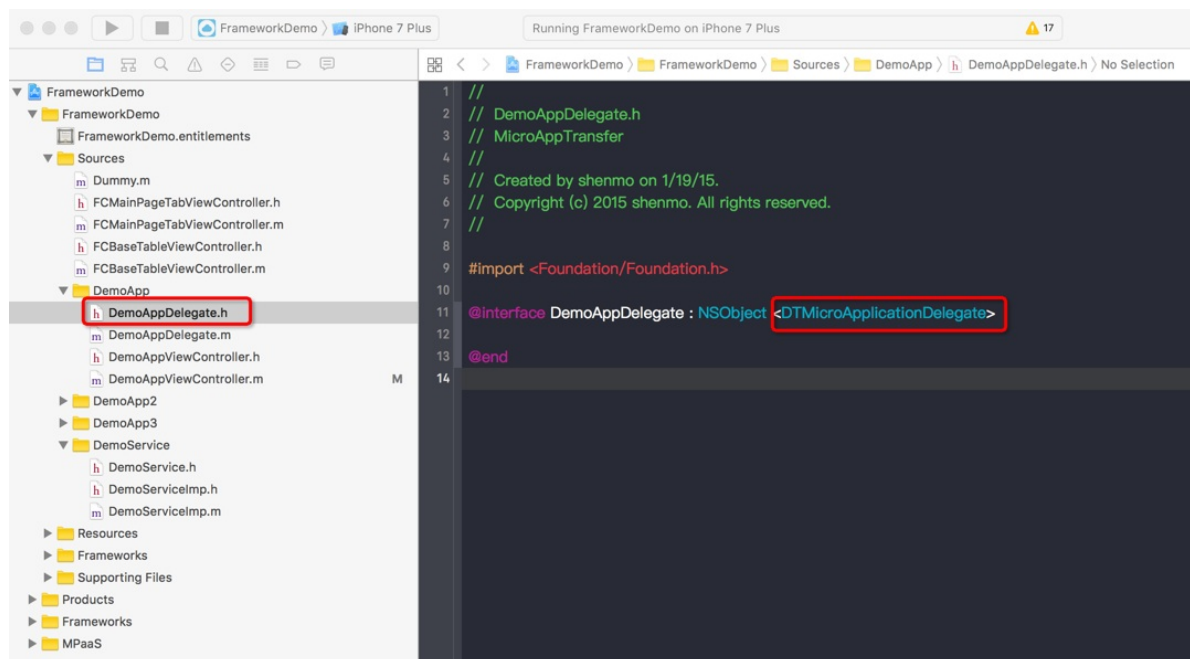 FrameworkDemo 〉 iPhone 7 Plus
Running FrameworkDemo on iPhone 7 Plus
17
FrameworkDemo 〉 FrameworkDemo 〉 Sources 〉 DemoApp 〉 h DemoAppDelegate.h 〉 No Selection
FrameworkDemo
FrameworkDemo
FrameworkDemo.entitlements
Sources
m Dummy.m
h FCMainPageTabViewController.h
m FCMainPageTabViewController.m
h FCBaseTableViewController.h
m FCBaseTableViewController.m
DemoApp
h DemoAppDelegate.h
m DemoAppDelegate.m
h DemoAppViewController.h
m DemoAppViewController.m M
DemoApp2
DemoApp3
DemoService
h DemoService.h
h DemoServiceImp.h
m DemoServiceImp.m
Resources
Frameworks
Supporting Files
Products
Frameworks
MPaaS
1 //
2 // DemoAppDelegate.h
3 // MicroAppTransfer
4 //
5 // Created by shenmo on 1/19/15.
6 // Copyright (c) 2015 shenmo. All rights reserved.
7 //
8
9 #import <Foundation/Foundation.h>
10
11 @interface DemoAppDelegate : NSObject <DTMicroApplicationDelegate>
12
13 @end
14